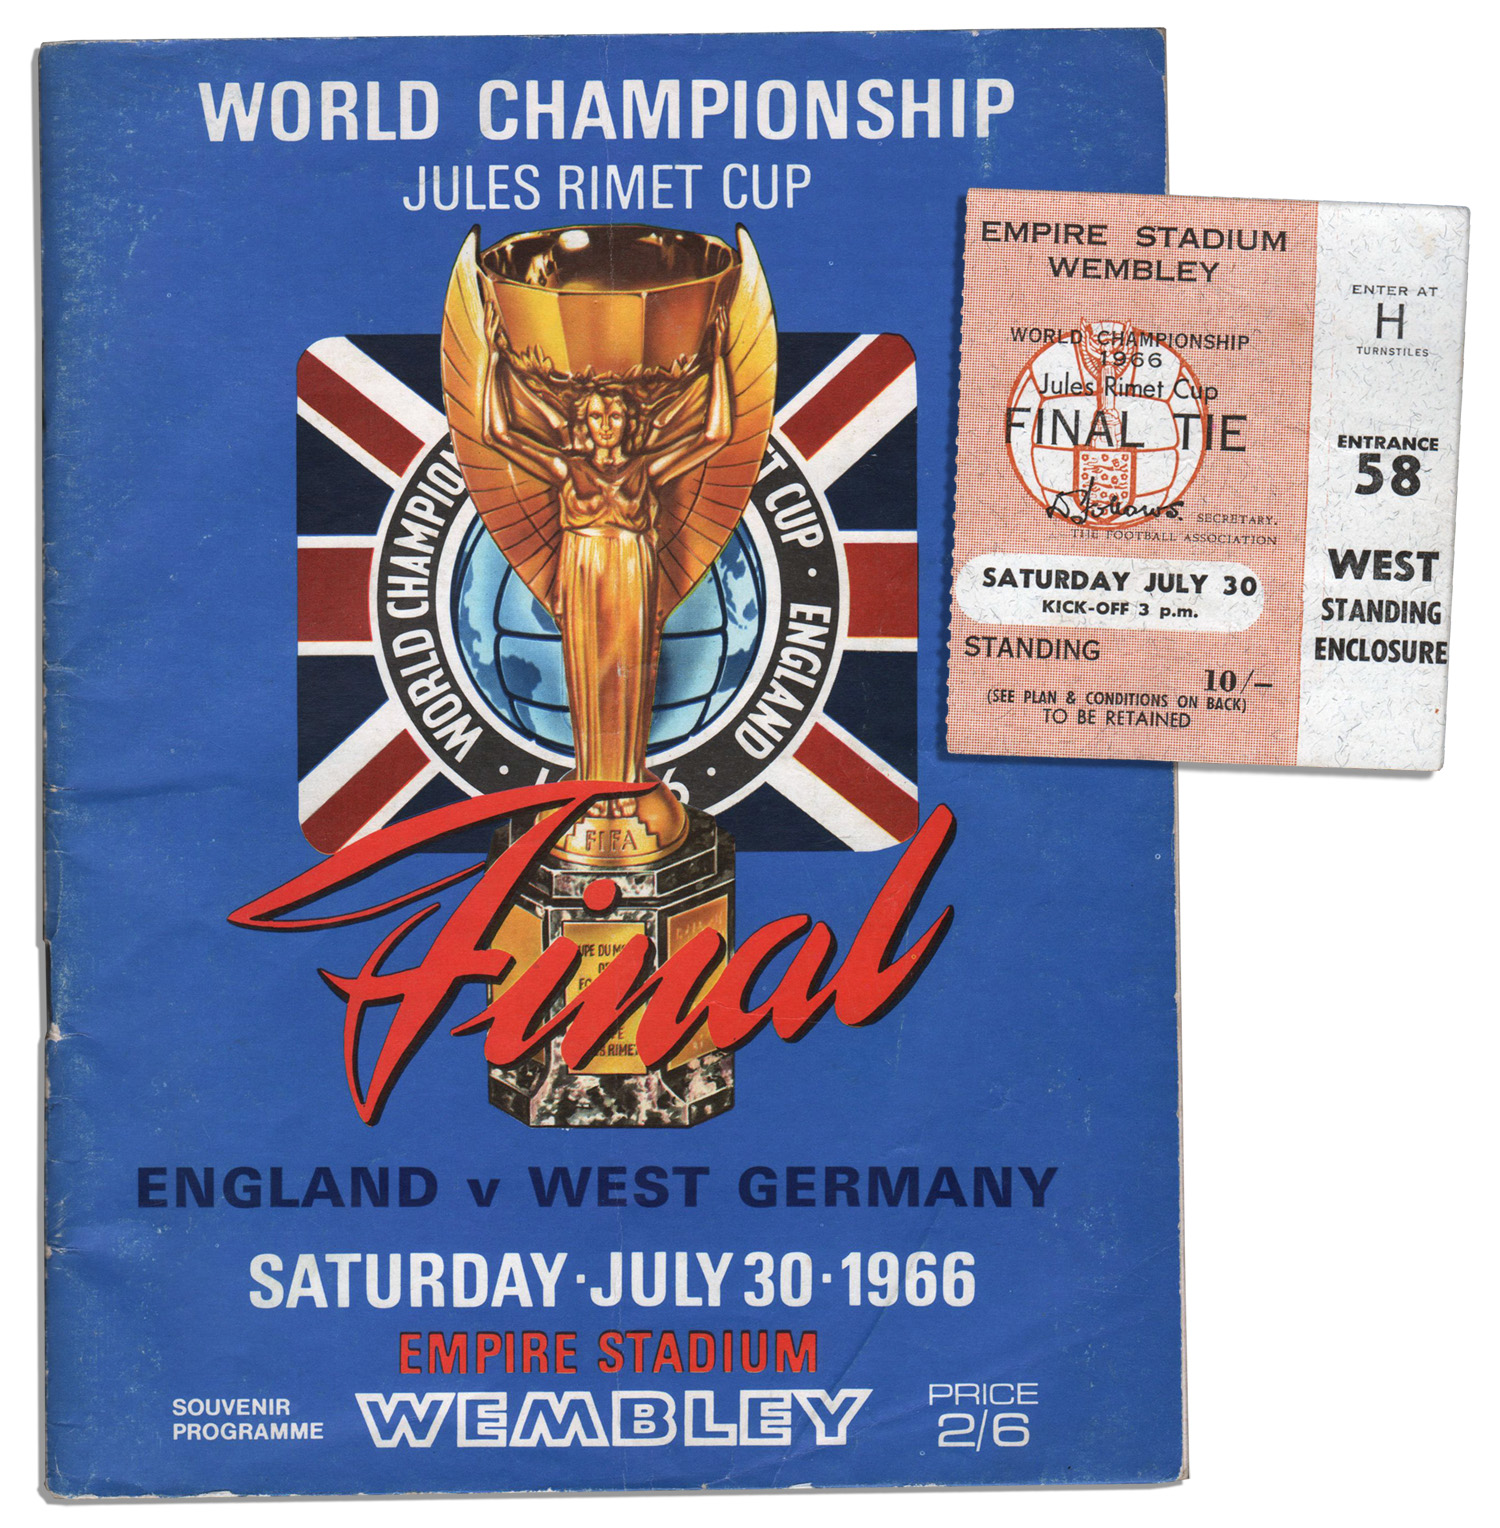 WORLD CHAMPIONSHIP
JULES RIMET CUP
WORLD CHAMPION
CUP · ENGLAND
FIFA
RIMET
Final
ENGLAND v WEST GERMANY
SATURDAY·JULY 30·1966
EMPIRE STADIUM
WEMBLEY
SOUVENIR
PROGRAMME
PRICE
2/6
EMPIRE STADIUM
WEMBLEY
WORLD CHAMPIONSHIP
1966
Jules Rimet Cup
FINAL TIE
SECRETARY.
THE FOOTBALL ASSOCIATION
SATURDAY JULY 30
KICK-OFF 3 p.m.
STANDING
10/–
(SEE PLAN & CONDITIONS ON BACK)
TO BE RETAINED
ENTER AT
H
TURNSTILES
ENTRANCE
58
WEST
STANDING
ENCLOSURE